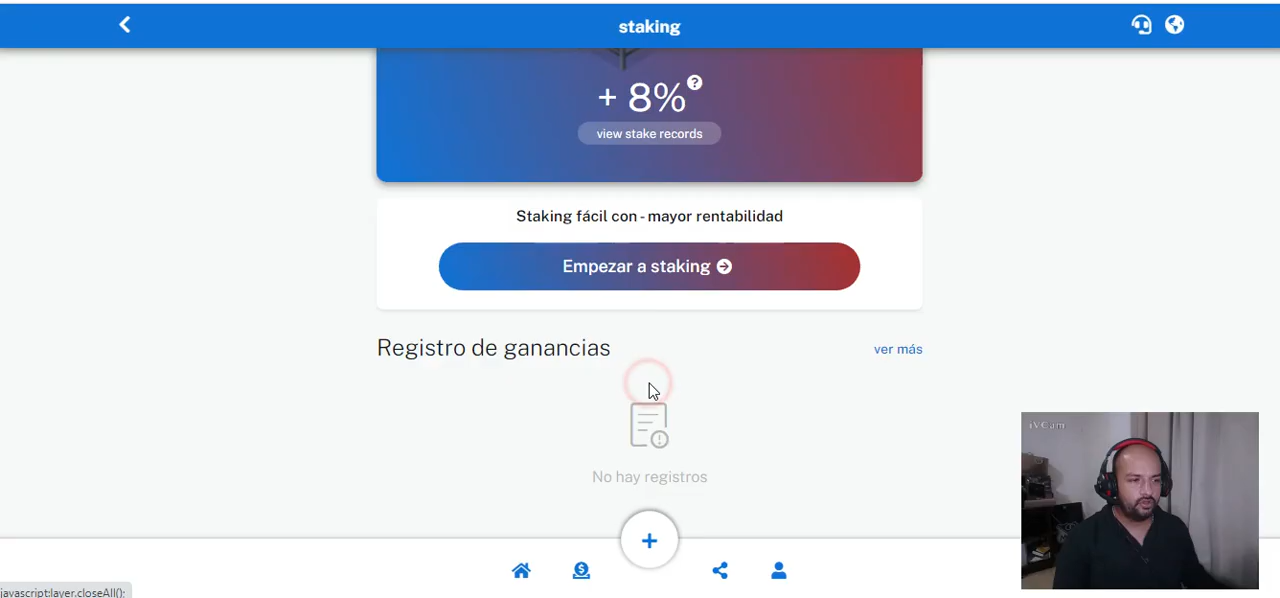 staking
+ 8%?
view stake records
Staking fácil con - mayor rentabilidad
Empezar a staking
Registro de ganancias
ver más
iVCam
No hay registros
+
javascript:layer.closeAll();